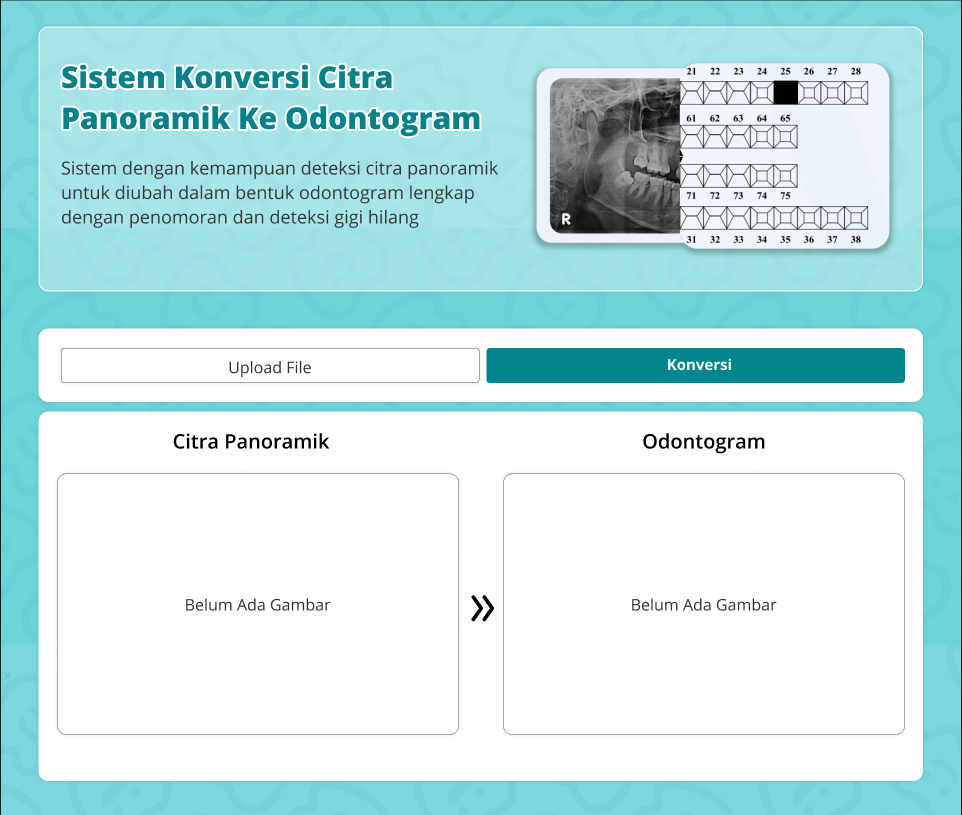 Sistem Konversi Citra
Panoramik Ke Odontogram
Sistem dengan kemampuan deteksi citra panoramik
untuk diubah dalam bentuk odontogram lengkap
dengan penomoran dan deteksi gigi hilang
R
21 22 23 24 25 26 27 28
61 62 63 64 65
71 72 73 74 75
31 32 33 34 35 36 37 38
Upload File
Konversi
Citra Panoramik
Odontogram
Belum Ada Gambar
»
Belum Ada Gambar
»